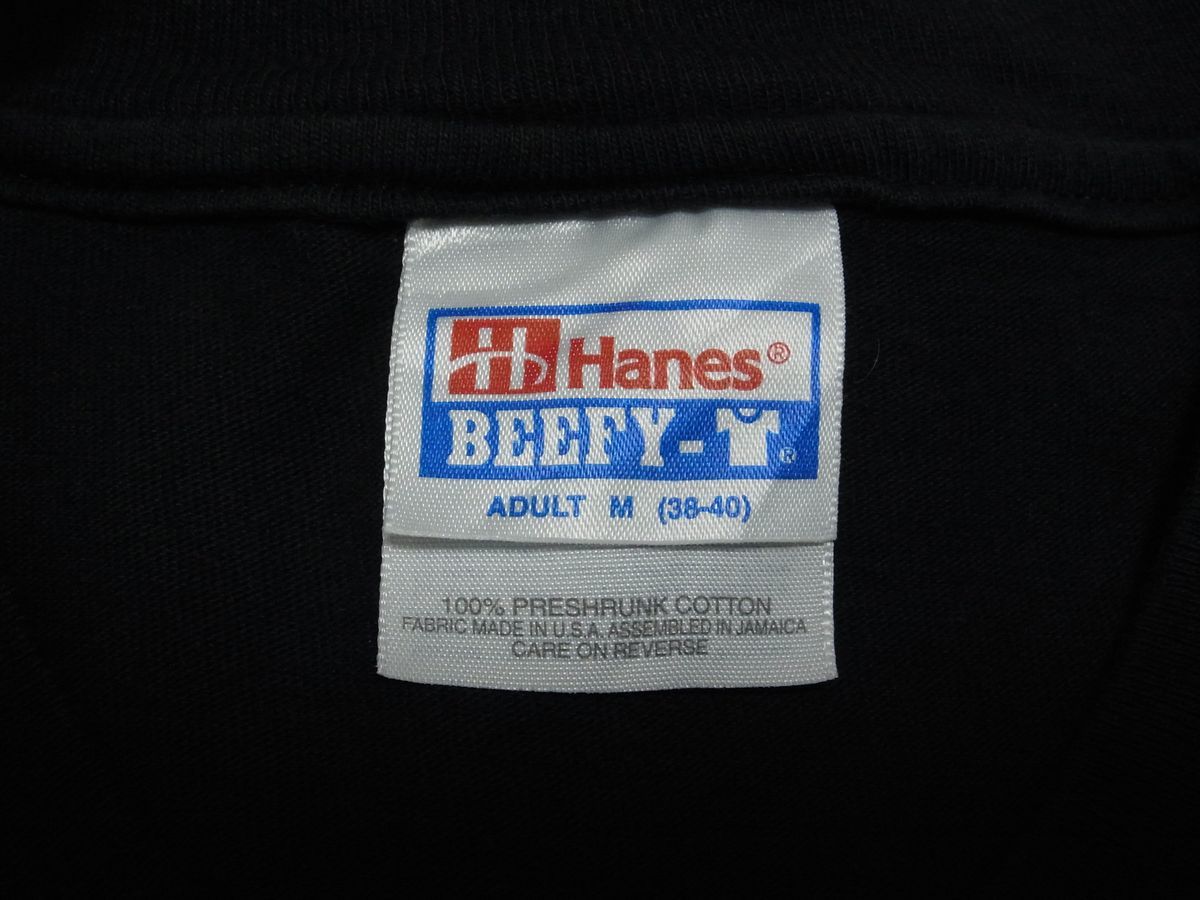 H Hanes®
BEEFY-T®
ADULT M (38-40)
100% PRESHRUNK COTTON
FABRIC MADE IN U.S.A. ASSEMBLED IN JAMAICA
CARE ON REVERSE